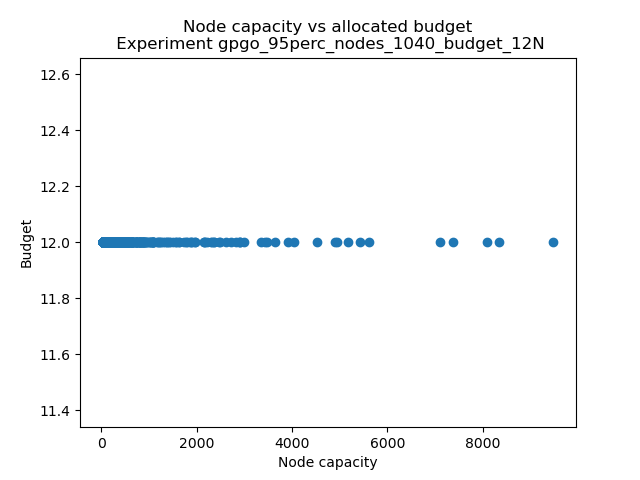 Node capacity vs allocated budget
Experiment gpgo_95perc_nodes_1040_budget_12N
12.6
12.4
12.2
12.0
11.8
11.6
11.4
Budget
0 2000 4000 6000 8000
Node capacity